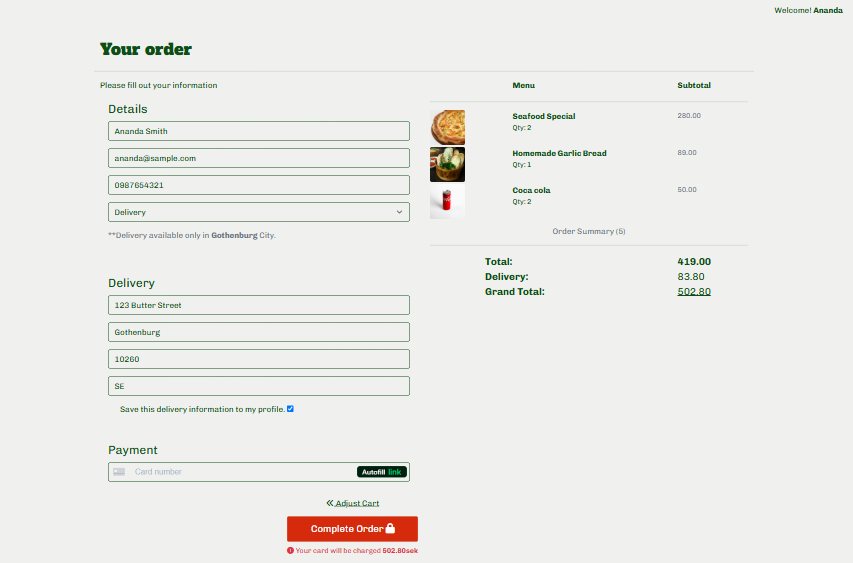 Welcome! Ananda
Your order
Please fill out your information
Details
Ananda Smith
ananda@sample.com
0987654321
Delivery
**Delivery available only in Gothenburg City.
Delivery
123 Butter Street
Gothenburg
10260
SE
Save this delivery information to my profile.
Payment
Card number
Autofill link
Adjust Cart
Complete Order
Your card will be charged 502.80sek
Menu Subtotal
Seafood Special 280.00
Qty: 2
Homemade Garlic Bread 89.00
Qty: 1
Coca cola 50.00
Qty: 2
Order Summary (5)
Total: 419.00
Delivery: 83.80
Grand Total: 502.80